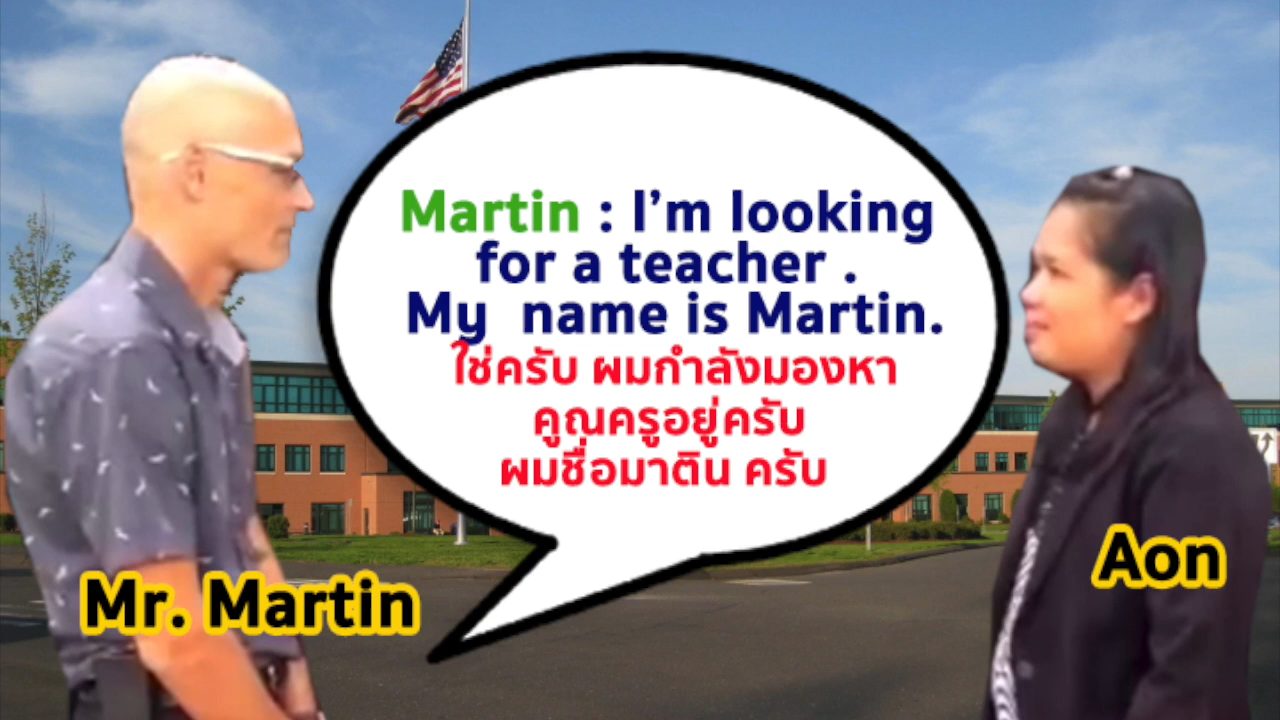 Martin : I'm looking
for a teacher .
My name is Martin.
ใช่ครับ ผมกำลังมองหา
คูณครูอยู่ครับ
ผมชื่อมาติน ครับ
Mr. Martin
Aon